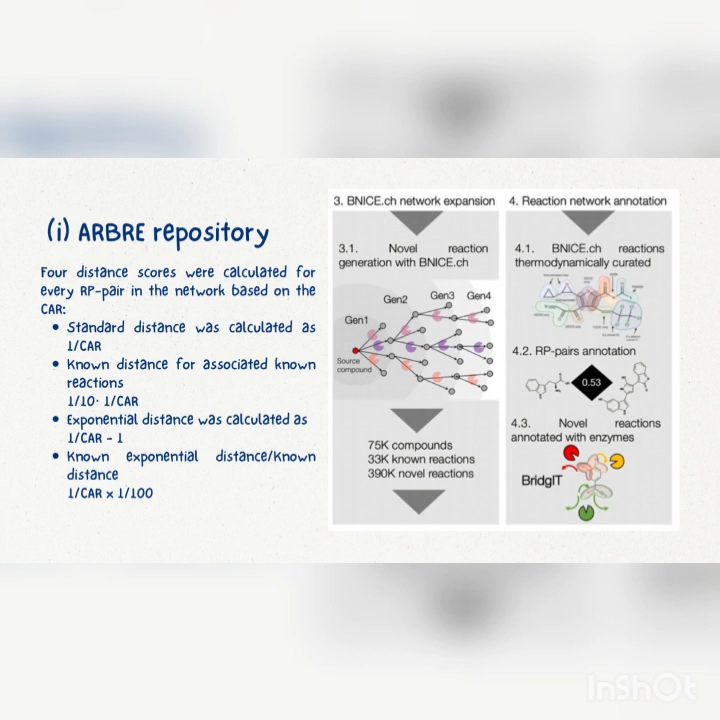 (i) ARBRE repository
Four distance scores were calculated for
every RP-pair in the network based on the
CAR:
• Standard distance was calculated as
1/CAR
• Known distance for associated known
reactions
1/10· 1/CAR
• Exponential distance was calculated as
1/CAR - 1
• Known exponential distance/Known
distance
1/CAR x 1/100
3. BNICE.ch network expansion
3.1. Novel reaction
generation with BNICE.ch
Gen1
Gen2
Gen3
Gen4
Source
compound
75K compounds
33K known reactions
390K novel reactions
4. Reaction network annotation
4.1. BNICE.ch reactions
thermodynamically curated
4.2. RP-pairs annotation
0.53
4.3. Novel reactions
annotated with enzymes
BridgIT
InShOt